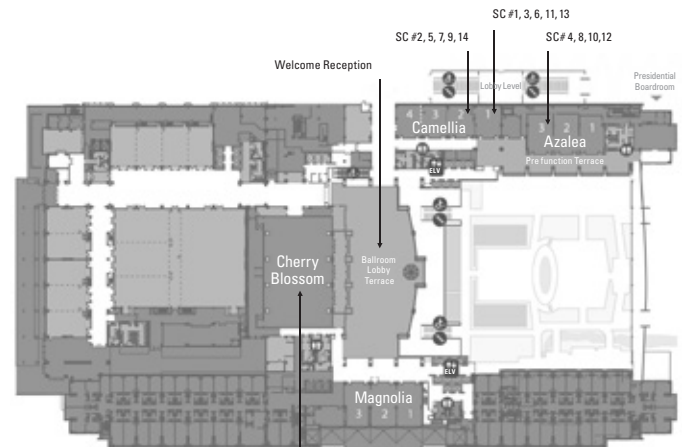 SC #1, 3, 6, 11, 13
SC #2, 5, 7, 9, 14
SC# 4, 8, 10,12
Welcome Reception
Lobby Level
Presidential
Boardroom
4 3 2 1
Camellia
3 2 1
Azalea
Prefunction Terrace
ELV
Cherry
Blossom
Ballroom
Lobby
Terrace
ELV
Magnolia
3 2 1